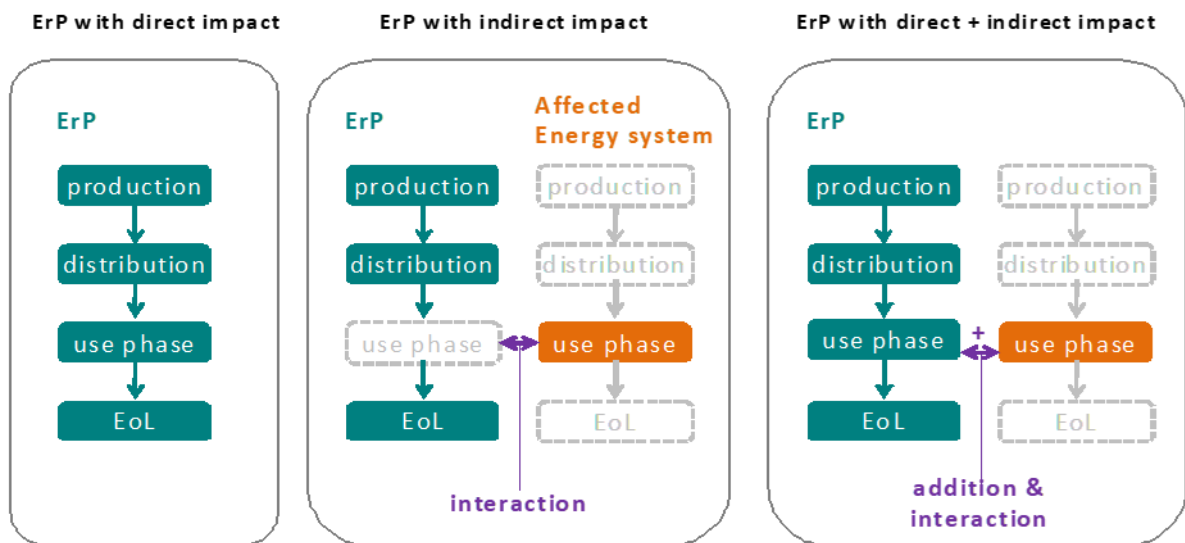 ErP with direct impact
ErP
production
distribution
use phase
EoL
ErP with indirect impact
ErP
Affected
Energy system
production
production
distribution
distribution
use phase
use phase
EoL
EoL
interaction
ErP with direct + indirect impact
ErP
production
production
distribution
distribution
use phase
+
use phase
EoL
EoL
addition &
interaction